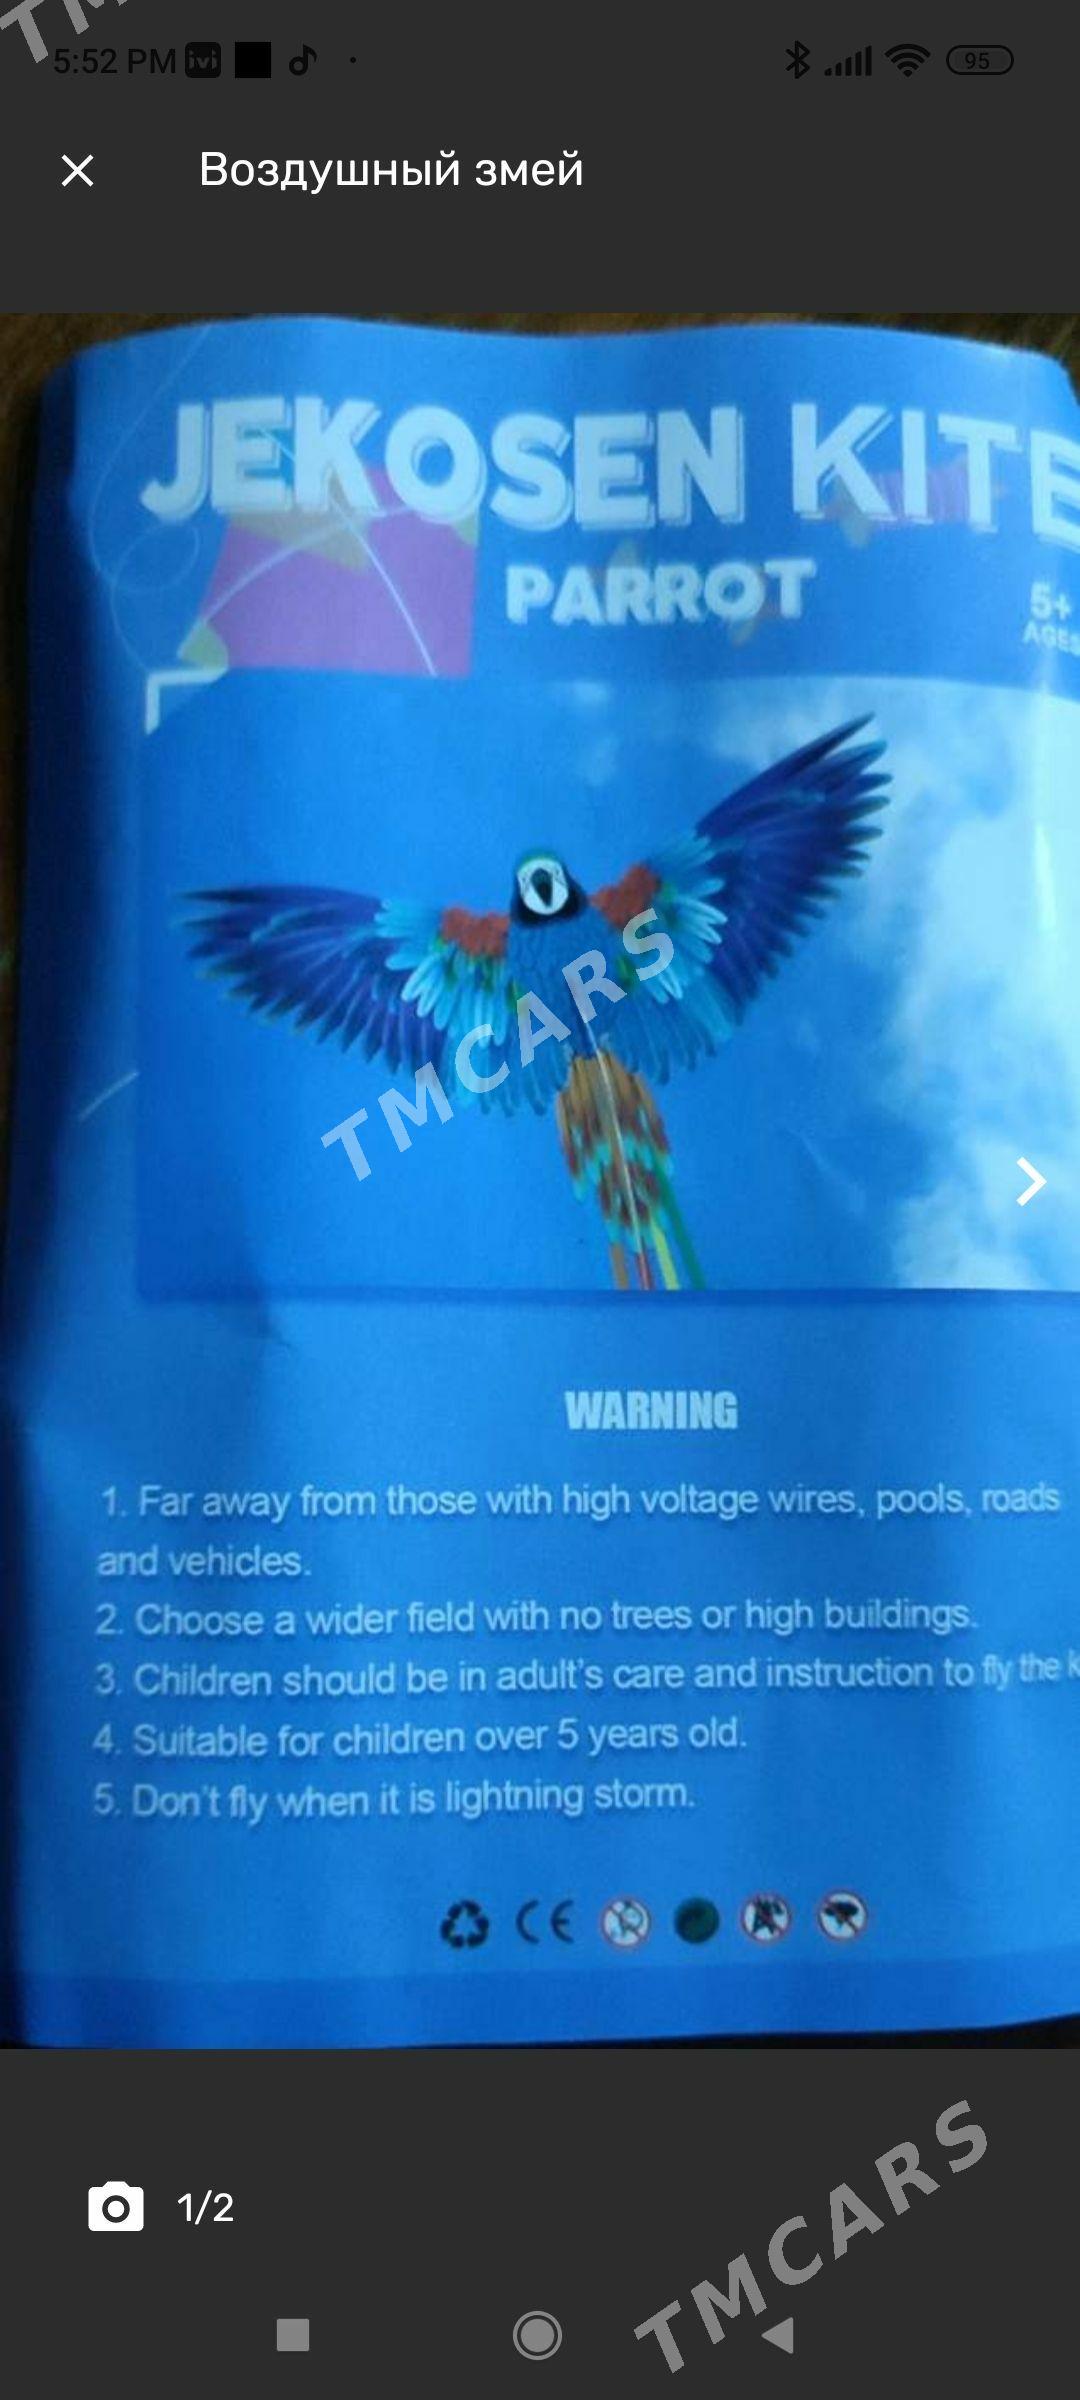 TM
5:52 PM ivi
95
Воздушный змей
JEKOSEN KITE
PARROT
5+
AGES
TMCARS
WARNING
1. Far away from those with high voltage wires, pools, roads
and vehicles.
2. Choose a wider field with no trees or high buildings.
3. Children should be in adult's care and instruction to fly the k
4. Suitable for children over 5 years old.
5. Don't fly when it is lightning storm.
CE
1/2
TMCARS